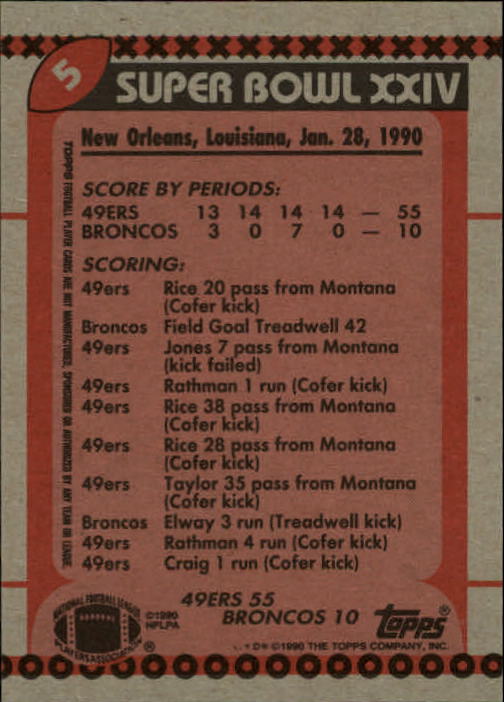 5
SUPER BOWL XXIV
New Orleans, Louisiana, Jan. 28, 1990
SCORE BY PERIODS:
49ERS 13 14 14 14 — 55
BRONCOS 3 0 7 0 — 10
SCORING:
49ers Rice 20 pass from Montana
(Cofer kick)
Broncos Field Goal Treadwell 42
49ers Jones 7 pass from Montana
(kick failed)
49ers Rathman 1 run (Cofer kick)
49ers Rice 38 pass from Montana
(Cofer kick)
49ers Rice 28 pass from Montana
(Cofer kick)
49ers Taylor 35 pass from Montana
(Cofer kick)
Broncos Elway 3 run (Treadwell kick)
49ers Rathman 4 run (Cofer kick)
49ers Craig 1 run (Cofer kick)
49ERS 55
BRONCOS 10
TOPPS FOOTBALL PLAYER CARDS ARE NOT MANUFACTURED, SPONSORED OR AUTHORIZED BY ANY TEAM OR LEAGUE.
NATIONAL FOOTBALL LEAGUE
PLAYERS ASSOCIATION ®
©1990
NFLPA
Topps®
D* ©1990 THE TOPPS COMPANY, INC.